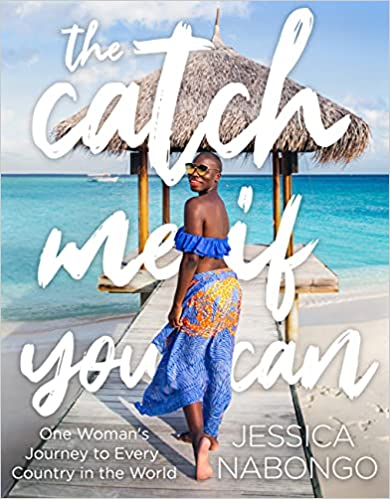 the
catch
me if
you can
One Woman's
Journey to Every
Country in the World
JESSICA
NABONGO